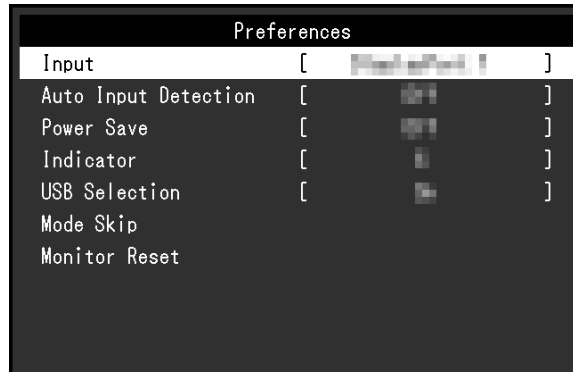 Preferences
Input [ ]
Auto Input Detection [ ]
Power Save [ ]
Indicator [ ]
USB Selection [ ]
Mode Skip
Monitor Reset